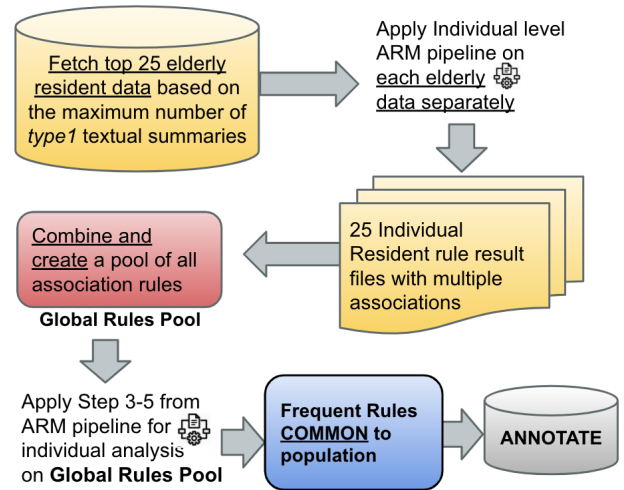 Fetch top 25 elderly
resident data based on
the maximum number of
type1 textual summaries
Apply Individual level
ARM pipeline on
each elderly
data separately
25 Individual
Resident rule result
files with multiple
associations
Combine and
create a pool of all
association rules
Global Rules Pool
Apply Step 3-5 from
ARM pipeline for
individual analysis
on Global Rules Pool
Frequent Rules
COMMON to
population
ANNOTATE